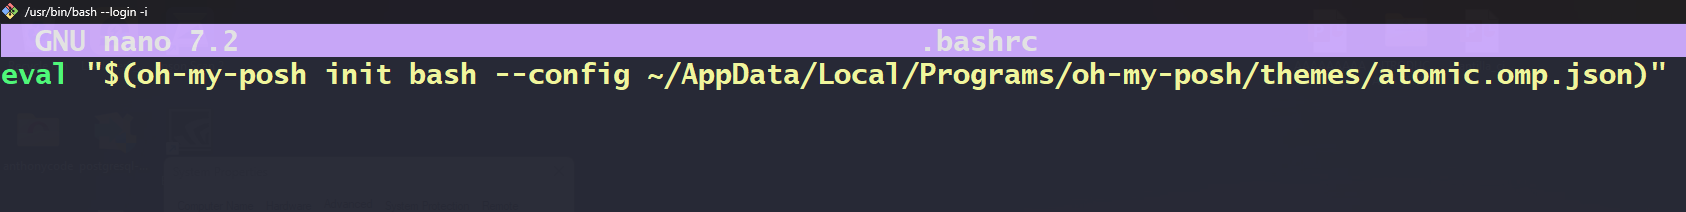 /usr/bin/bash --login -i
GNU nano 7.2 .bashrc
eval "$(oh-my-posh init bash --config ~/AppData/Local/Programs/oh-my-posh/themes/atomic.omp.json)"